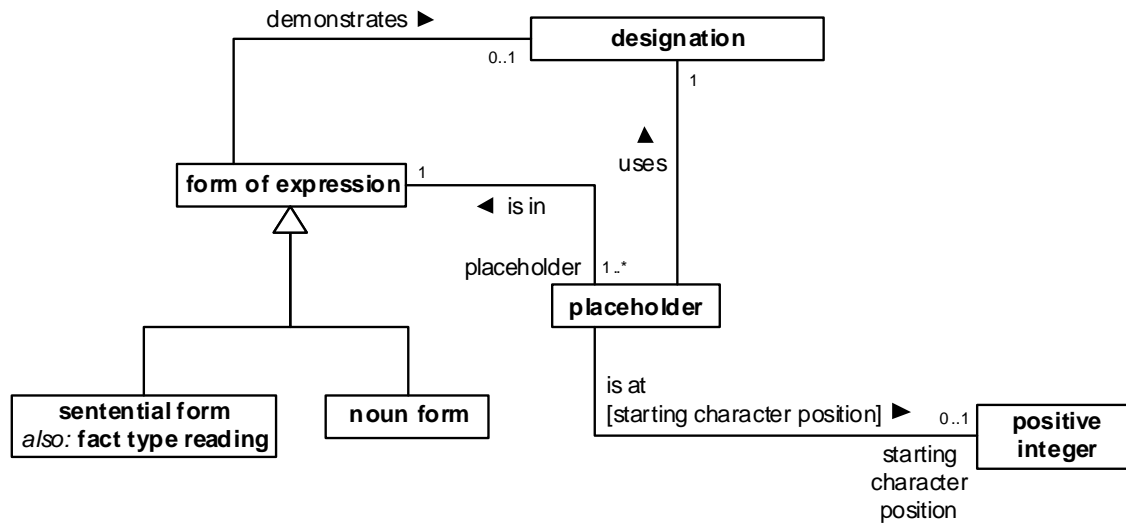 demonstrates ►
designation
0..1
1
▲
uses
form of expression
1
◄ is in
placeholder
1..*
placeholder
is at
[starting character position] ►
sentential form
also: fact type reading
noun form
0..1
positive
integer
starting
character
position